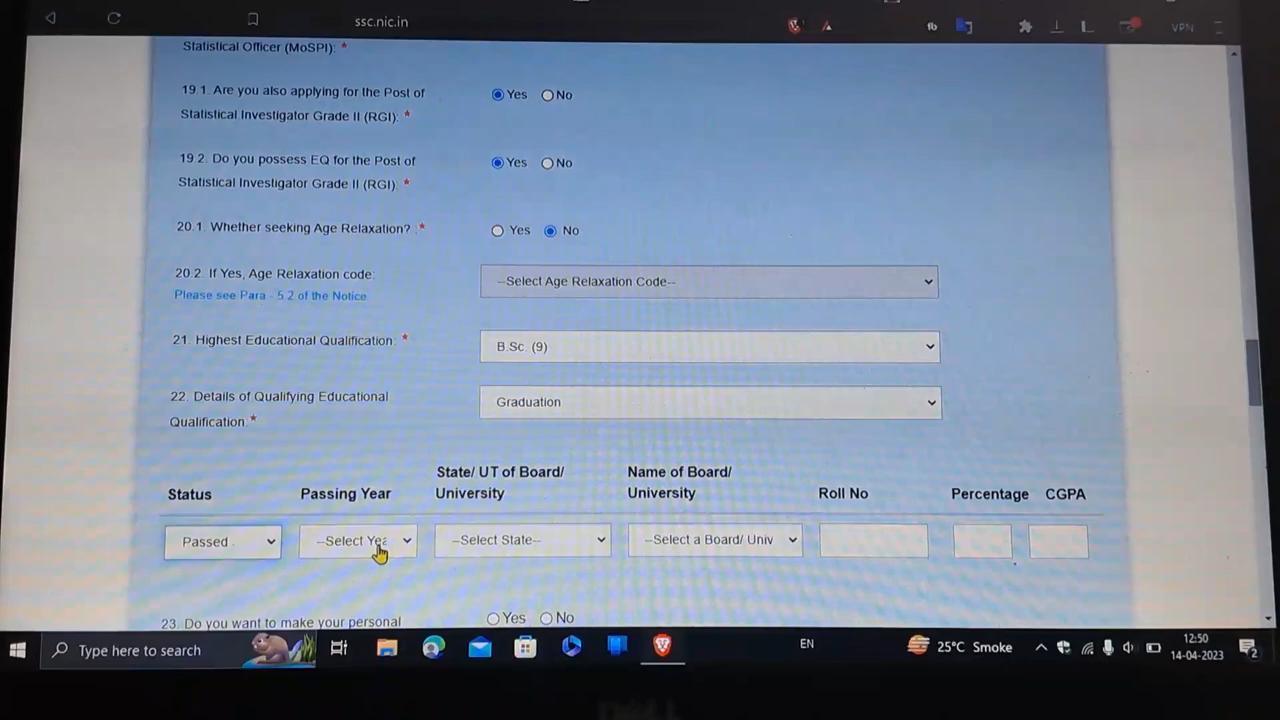 ssc.nic.in
fb
VPN
Statistical Officer (MoSPI): *
19.1. Are you also applying for the Post of
Statistical Investigator Grade II (RGI): *
Yes No
19.2. Do you possess EQ for the Post of
Statistical Investigator Grade II (RGI): *
Yes No
20.1. Whether seeking Age Relaxation? : *
Yes No
20.2. If Yes, Age Relaxation code:
Please see Para - 5.2 of the Notice
--Select Age Relaxation Code--
21. Highest Educational Qualification: *
B.Sc. (9)
22. Details of Qualifying Educational
Qualification: *
Graduation
Status
Passing Year
State/ UT of Board/
University
Name of Board/
University
Roll No
Percentage
CGPA
Passed
--Select Yea
--Select State--
--Select a Board/ Univ
23. Do you want to make your personal
Yes No
Type here to search
EN
25°C Smoke
12:50
14-04-2023
2